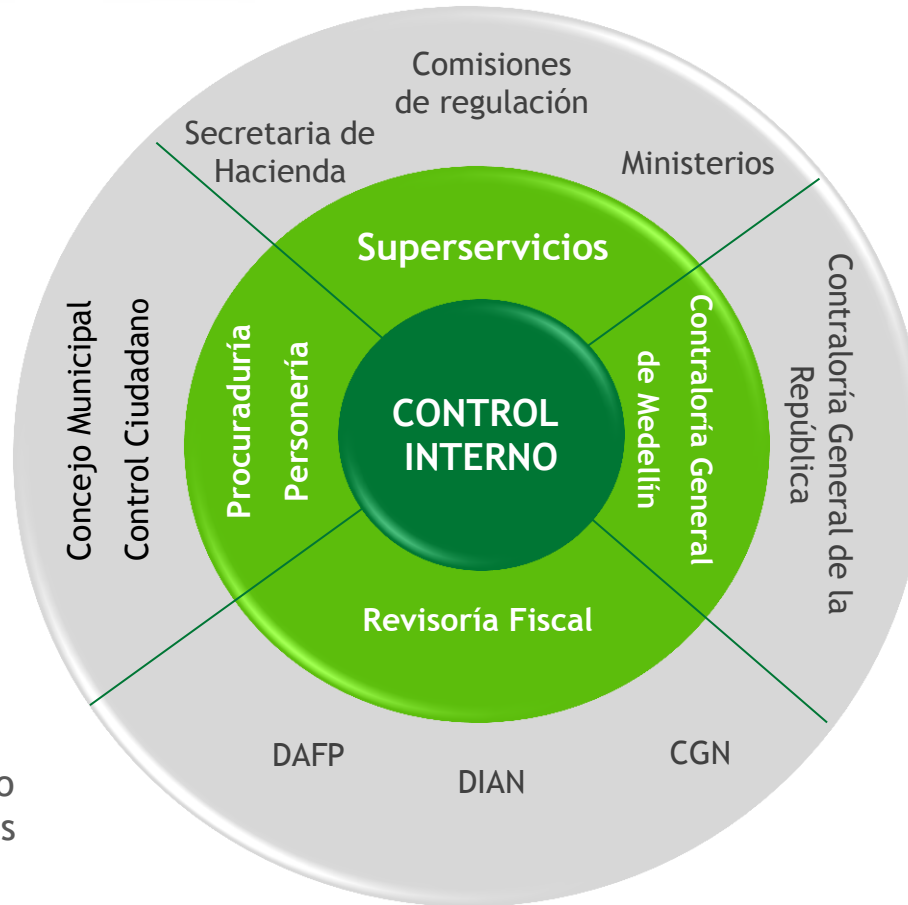 Comisiones
de regulación
Secretaria de
Hacienda
Ministerios
Superservicios
Concejo Municipal
Control Ciudadano
Procuraduría
Personería
CONTROL
INTERNO
Contraloría General
de Medellín
Contraloría General de la
República
Revisoría Fiscal
DAFP
DIAN
CGN